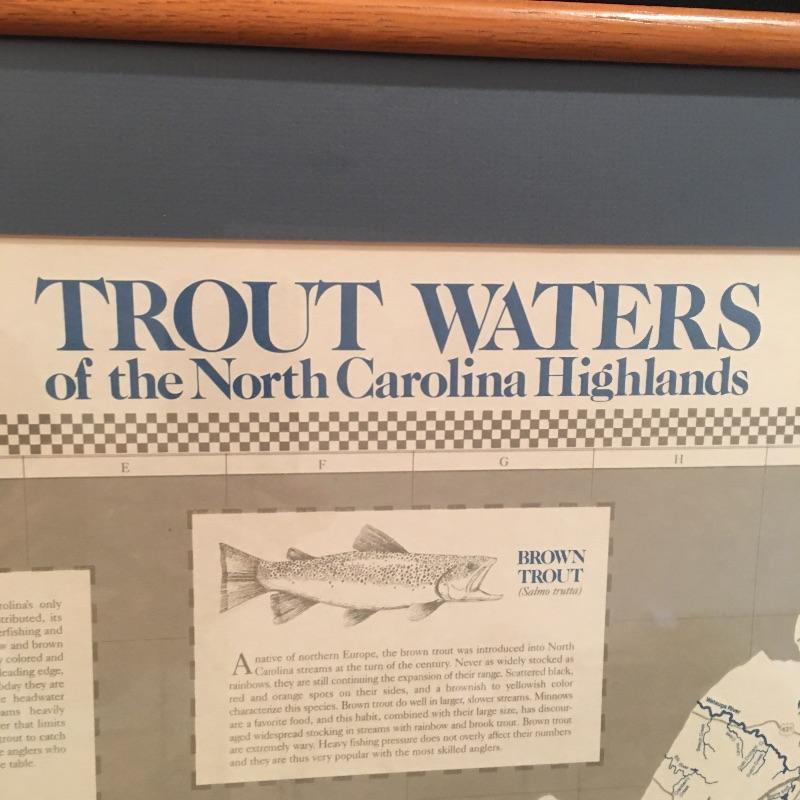 TROUT WATERS
of the North Carolina Highlands
E F G H
BROWN
TROUT
(Salmo trutta)
A native of northern Europe, the brown trout was introduced into North
Carolina streams at the turn of the century. Never as widely stocked as
rainbows, they are still continuing the expansion of their range. Scattered black,
red and orange spots on their sides, and a brownish to yellowish color
characterize this species. Brown trout do well in larger, slower streams. Minnows
are a favorite food, and this habit, combined with their large size, has discour-
aged widespread stocking in streams with rainbow and brook trout. Brown trout
are extremely wary. Heavy fishing pressure does not overly affect their numbers
and they are thus very popular with the most skilled anglers.
rolina's only
tributed, its
erfishing and
w and brown
y colored and
leading edge,
oday they are
e headwater
ams heavily
er that limits
trout to catch
e anglers who
e table.
Watauga River